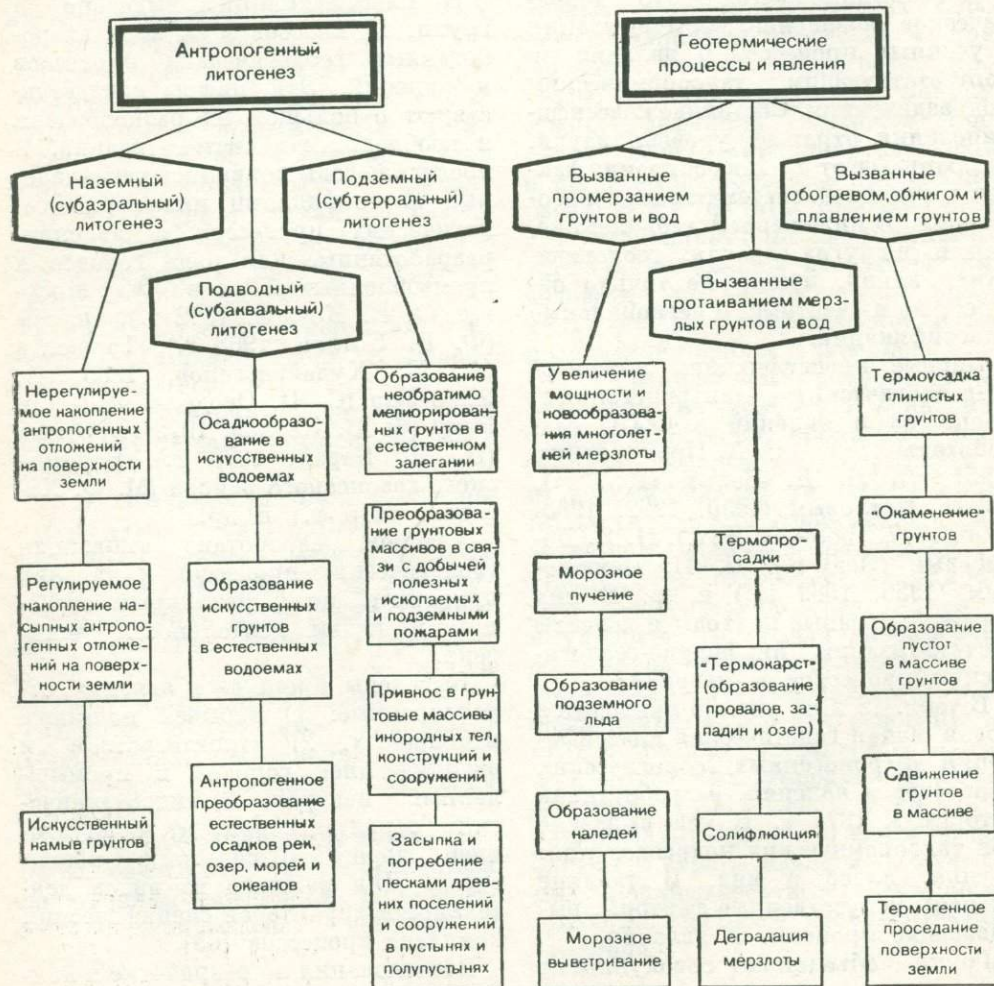 Антропогенный
литогенез
Наземный
(субаэральный)
литогенез
Подземный
(субтерральный)
литогенез
Подводный
(субаквальный)
литогенез
Нерегулируе-
мое накопление
антропогенных
отложений
на поверхности
земли
Регулируемое
накопление на-
сыпных антропо-
генных отложе-
ний на поверх-
ности земли
Искусственный
намыв грунтов
Осадкообразо-
вание в
искусственных
водоемах
Образование
искусственных
грунтов
в естественных
водоемах
Антропогенное
преобразование
естественных
осадков рек,
озер, морей и
океанов
Образование
необратимо
мелиорирован-
ных грунтов в
естественном
залегании
Преобразова-
ние грунтовых
массивов в свя-
зи с добычей
полезных
ископаемых
и подземными
пожарами
Привнос в грун-
товые массивы
инородных тел,
конструкций и
сооружений
Засыпка и
погребение
песками древ-
них поселений
и сооружений
в пустынях и
полупустынях
Геотермические
процессы и явления
Вызванные
промерзанием
грунтов и вод
Вызванные
обогревом,обжигом и
плавлением грунтов
Вызванные
протаиванием мерз-
лых грунтов и вод
Увеличение
мощности и
новообразова-
ния многолет-
ней мерзлоты
Морозное
пучение
Образование
подземного
льда
Образование
наледей
Морозное
выветривание
Термопро-
садки
"Термокарст"
(образование
провалов, за-
падин и озер)
Солифлюкция
Деградация
мерзлоты
Термоусадка
глинистых
грунтов
"Окаменение"
грунтов
Образование
пустот
в массиве
грунтов
Сдвижение
грунтов
в массиве
Термогенное
проседание
поверхности
земли